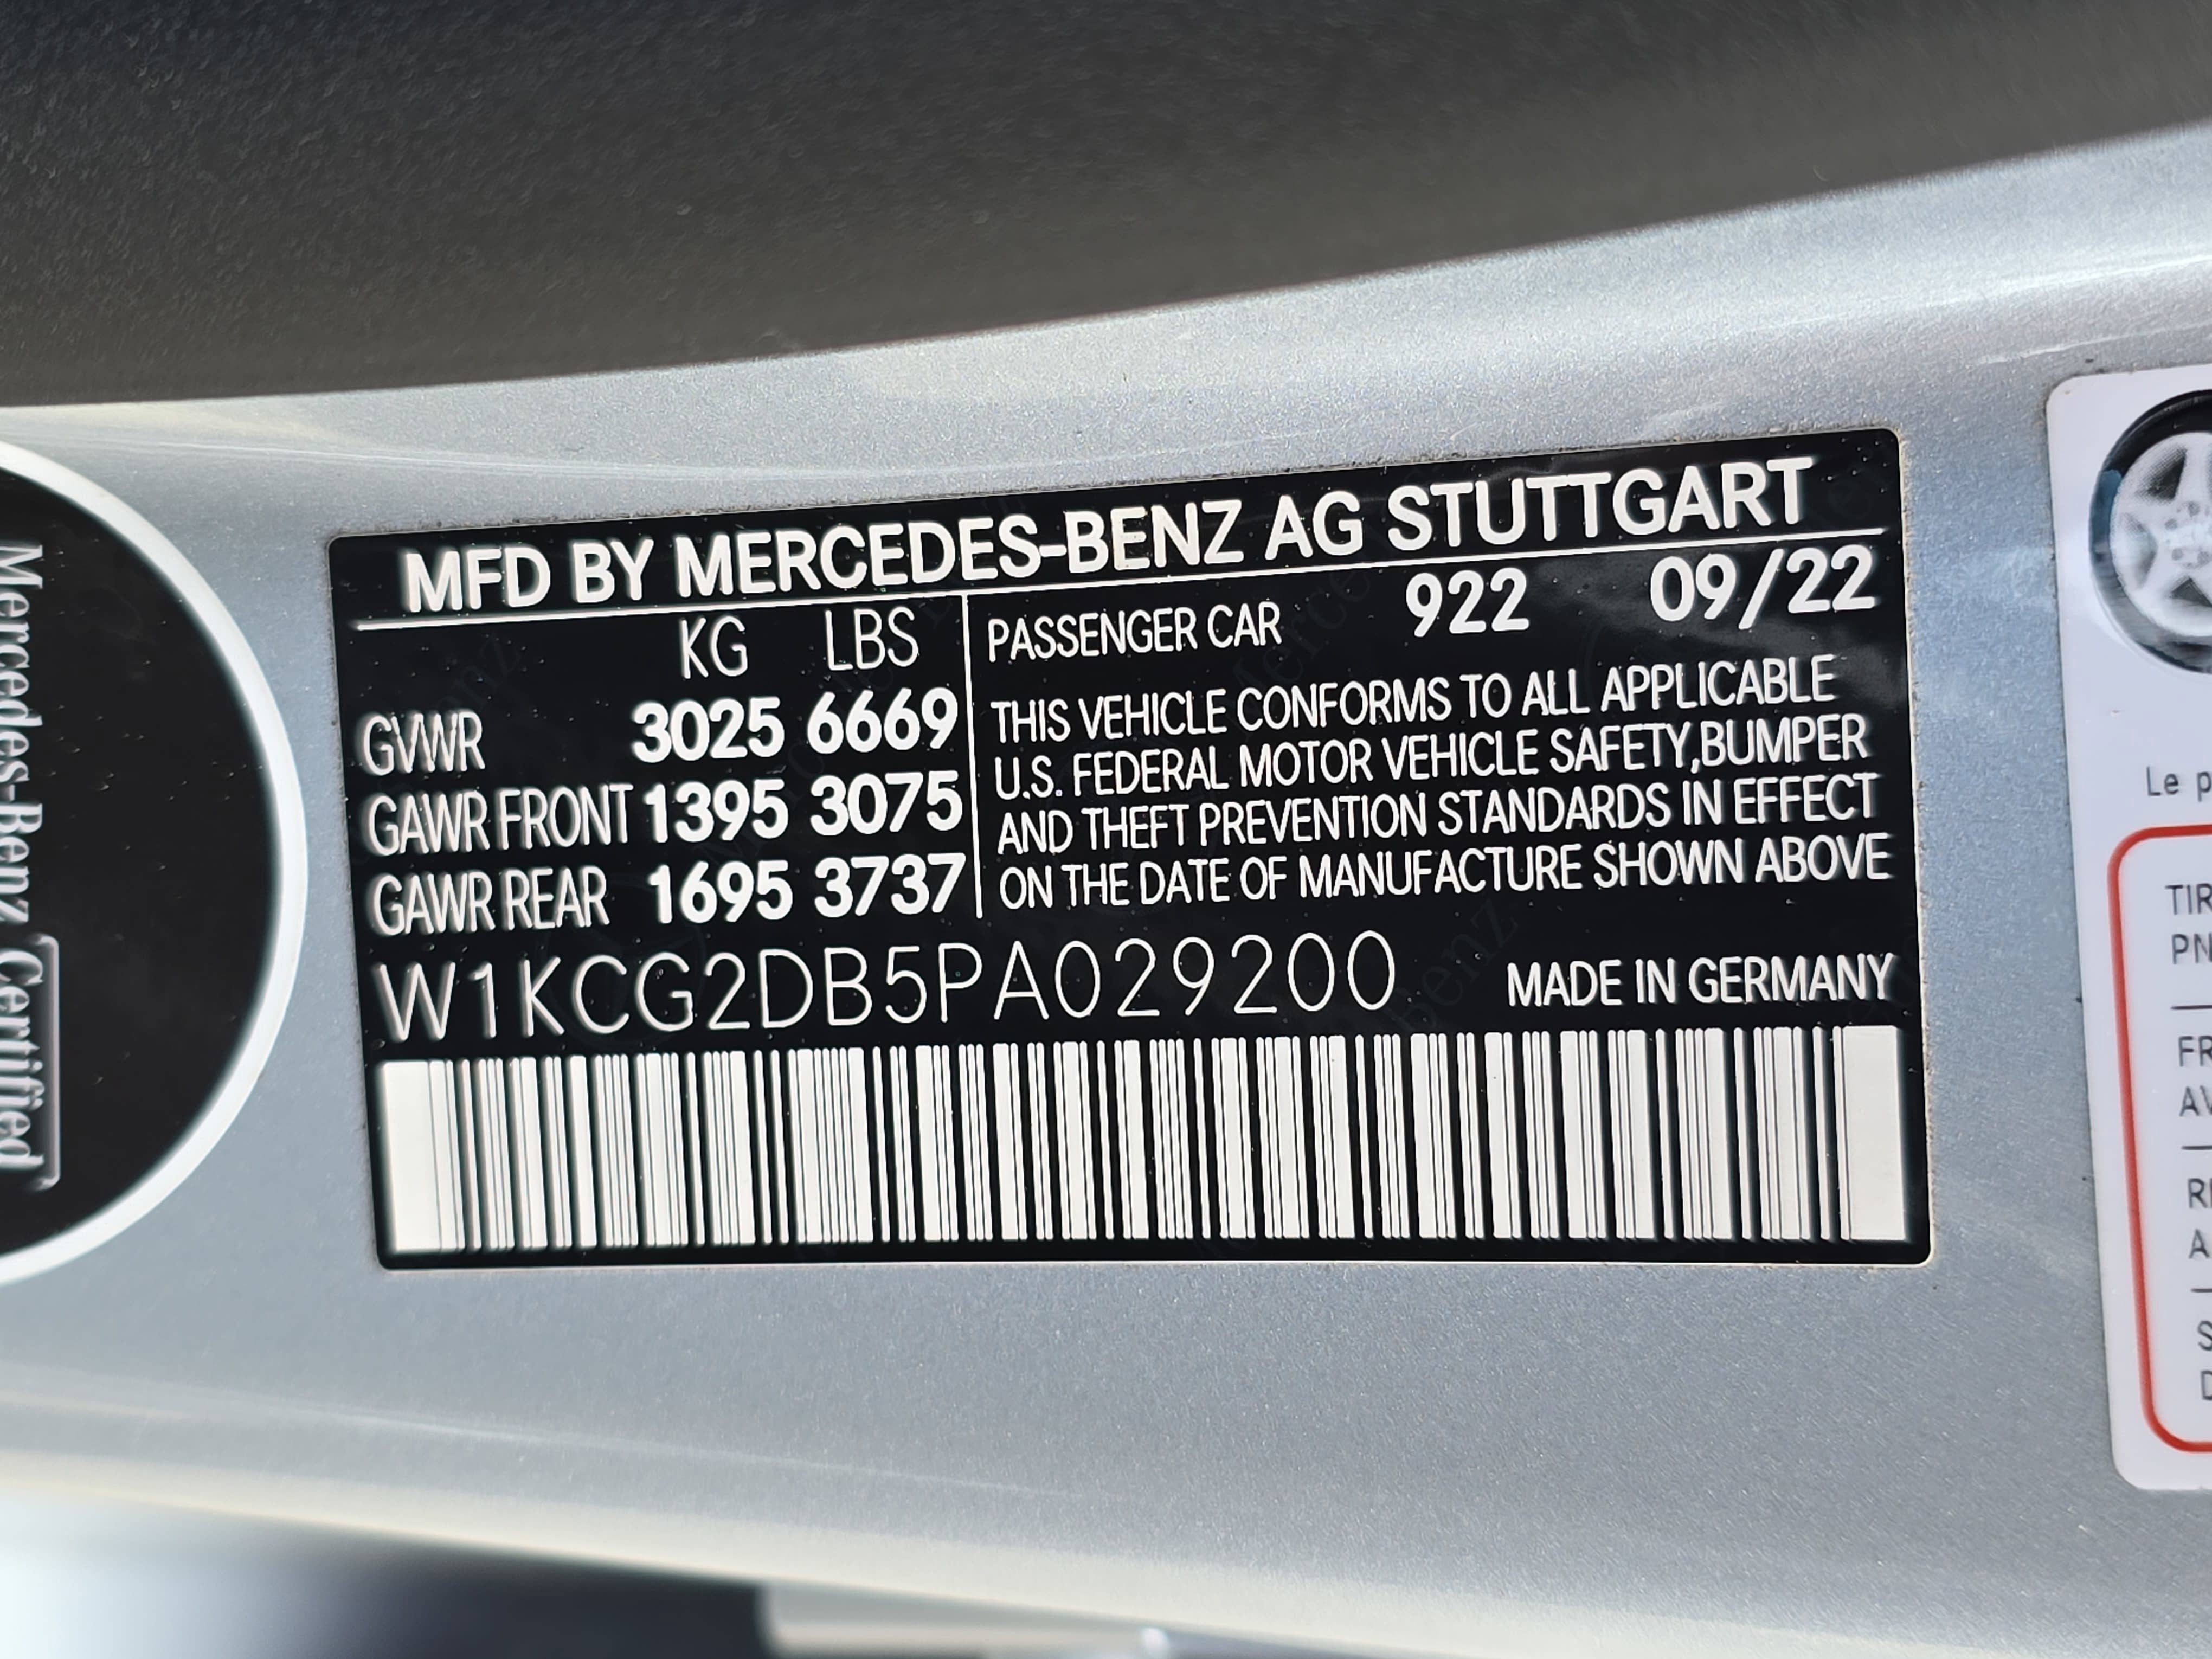 MFD BY MERCEDES-BENZ AG STUTTGART
KG LBS
GVWR 3025 6669
GAWR FRONT 1395 3075
GAWR REAR 1695 3737
PASSENGER CAR 922 09/22
THIS VEHICLE CONFORMS TO ALL APPLICABLE
U.S. FEDERAL MOTOR VEHICLE SAFETY,BUMPER
AND THEFT PREVENTION STANDARDS IN EFFECT
ON THE DATE OF MANUFACTURE SHOWN ABOVE
W1KCG2DB5PA029200
MADE IN GERMANY
Mercedes-Benz Certified
Le